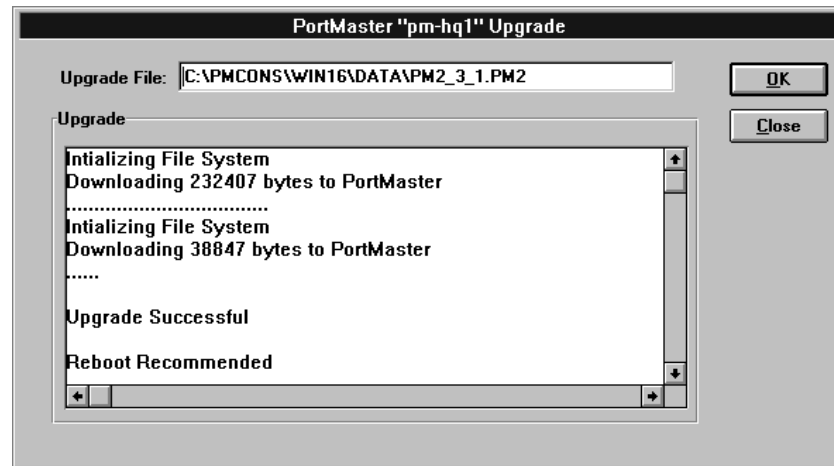 PortMaster "pm-hq1" Upgrade
Upgrade File: C:\PMCONS\WIN16\DATA\PM2_3_1.PM2
OK
Upgrade
Close
Intializing File System
Downloading 232407 bytes to PortMaster
..................................
Intializing File System
Downloading 38847 bytes to PortMaster
......
Upgrade Successful
Reboot Recommended